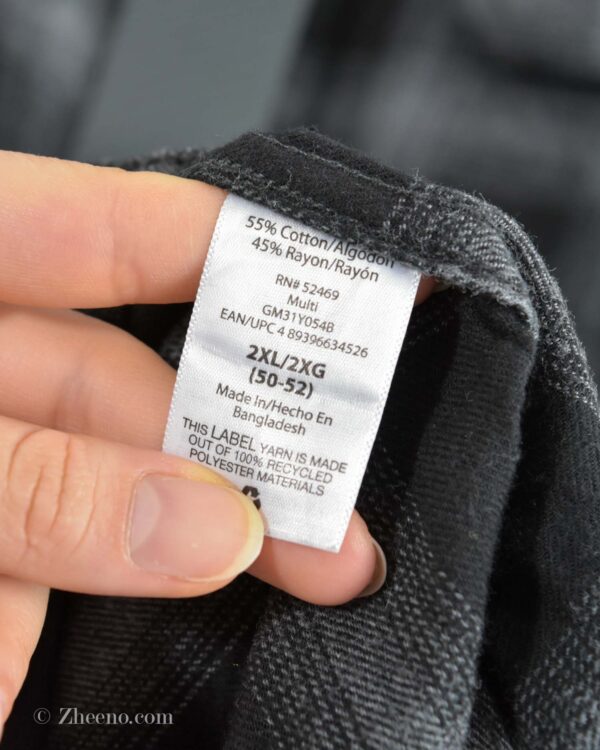 55% Cotton/Algodón
45% Rayon/Rayón
RN# 52469
Multi
GM31Y054B
EAN/UPC 4 89396634526
2XL/2XG
(50-52)
Made In/Hecho En
Bangladesh
THIS LABEL YARN IS MADE
OUT OF 100% RECYCLED
POLYESTER MATERIALS
© Zheeno.com